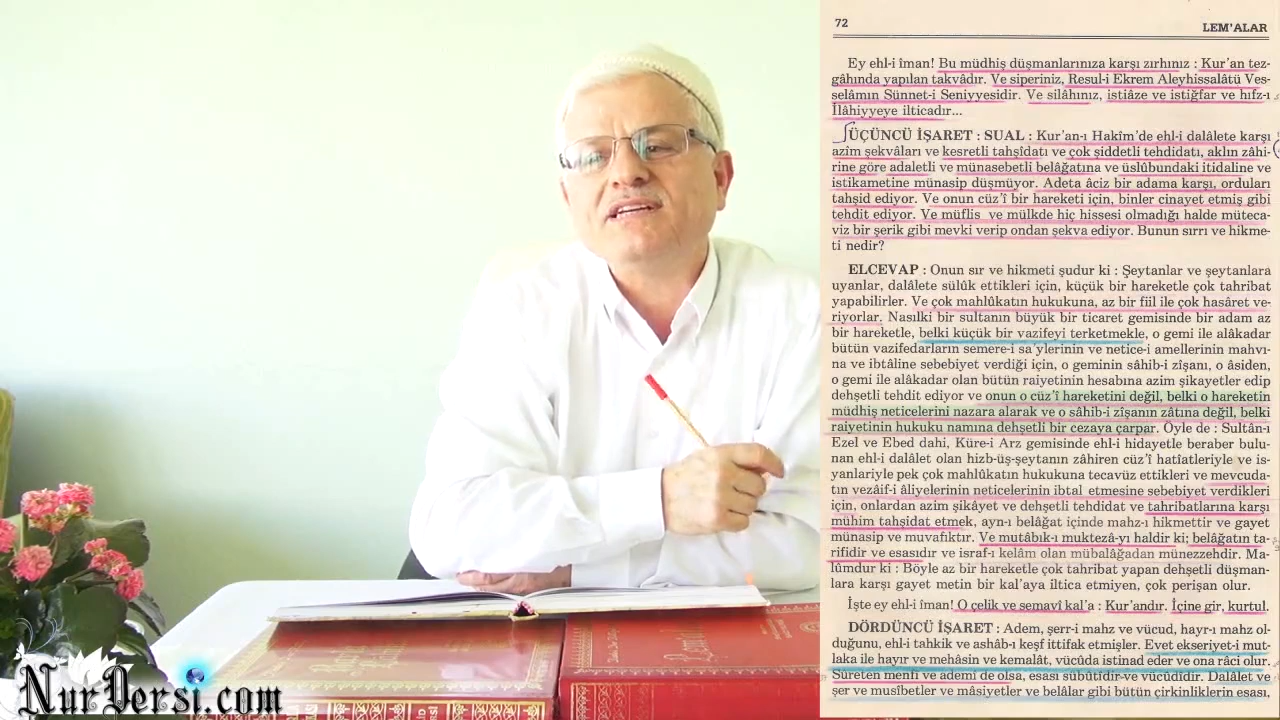 72
LEM'ALAR
Ey ehl-i îman! Bu müdhiş düşmanlarınıza karşı zırhınız : Kur'an tez-
gâhında yapılan takvâdır. Ve siperiniz, Resul-i Ekrem Aleyhissalâtü Ves-
selâmın Sünnet-i Seniyyesidir. Ve silâhınız, istiâze ve istiğfar ve hıfz-ı
İlâhiyyeye ilticadır...
ÜÇÜNCÜ İŞARET : SUAL : Kur'an-ı Hakîm'de ehl-i dalâlete karşı
azîm şekvâları ve kesretli tahşîdatı ve çok şiddetli tehdidatı, aklın zâhi-
rine göre adaletli ve münasebetli belâğatına ve üslûbundaki itidaline ve
istikametine münasip düşmüyor. Adeta âciz bir adama karşı, orduları
tahşid ediyor. Ve onun cüz'î bir hareketi için, binler cinayet etmiş gibi
tehdit ediyor. Ve müflis ve mülkde hiç hissesi olmadığı halde müteca-
viz bir şerik gibi mevki verip ondan şekva ediyor. Bunun sırrı ve hikme-
ti nedir?
ELCEVAP : Onun sır ve hikmeti şudur ki : Şeytanlar ve şeytanlara
uyanlar, dalâlete sülûk ettikleri için, küçük bir hareketle çok tahribat
yapabilirler. Ve çok mahlûkatın hukukuna, az bir fiil ile çok hasâret ve-
riyorlar. Nasılki bir sultanın büyük bir ticaret gemisinde bir adam az
bir hareketle, belki küçük bir vazifeyi terketmekle, o gemi ile alâkadar
bütün vazifedarların semere-i sa'ylerinin ve netice-i amellerinin mahvı-
na ve ibtâline sebebiyet verdiği için, o geminin sâhib-i zîşanı, o âsiden,
o gemi ile alâkadar olan bütün raiyetinin hesabına azim şikayetler edip
dehşetli tehdit ediyor ve onun o cüz'î hareketini değil, belki o hareketin
müdhiş neticelerini nazara alarak ve o sâhib-i zîşanın zâtına değil, belki
raiyetinin hukuku namına dehşetli bir cezaya çarpar. Öyle de : Sultân-ı
Ezel ve Ebed dahi, Küre-i Arz gemisinde ehl-i hidayetle beraber bulu-
nan ehl-i dalâlet olan hizb-üş-şeytanın zâhiren cüz'î hatîatleriyle ve is-
yanlariyle pek çok mahlûkatın hukukuna tecavüz ettikleri ve mevcuda-
tın vezâif-i âliyelerinin neticelerinin ibtal etmesine sebebiyet verdikleri
için, onlardan azim şikâyet ve dehşetli tehdidat ve tahribatlarına karşı
mühim tahşidat etmek, ayn-ı belâğat içinde mahz-ı hikmettir ve gayet
münasip ve muvafıktır. Ve mutâbık-ı mukteza-yı haldir ki; belâğatın ta-
rifidir ve esasıdır ve israf-ı kelâm olan mübalâğadan münezzehdir. Ma-
lûmdur ki : Böyle az bir hareketle çok tahribat yapan dehşetli düşman-
lara karşı gayet metin bir kal'aya iltica etmiyen, çok perişan olur.
İşte ey ehl-i îman! O çelik ve semavî kal'a : Kur'andır. İçine gir, kurtul.
DÖRDÜNCÜ İŞARET : Adem, şerr-i mahz ve vücud, hayr-ı mahz ol-
duğunu, ehl-i tahkik ve ashâb-ı keşf ittifak etmişler. Evet ekseriyet-i mut-
laka ile hayır ve mehâsin ve kemalât, vücûda istinad eder ve ona râci olur.
Sûreten menfi ve ademî de olsa, esası sübûtîdir ve vücûdîdir. Dalâlet ve
şer ve musîbetler ve mâsiyetler ve belâlar gibi bütün çirkinliklerin esası,
NurDersi.com